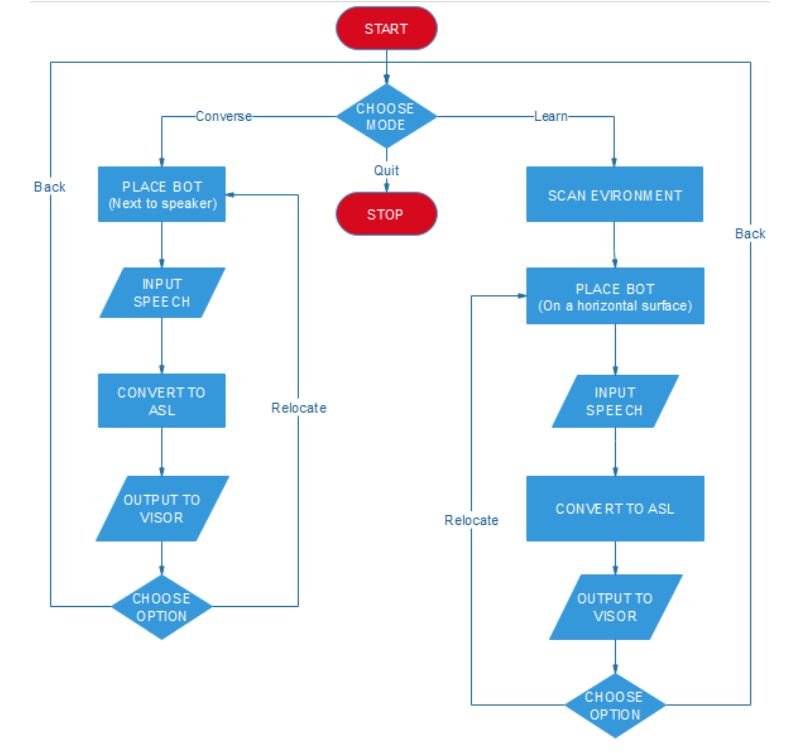 START
CHOOSE
MODE
Converse
Learn
Quit
STOP
Back
PLACE BOT
(Next to speaker)
INPUT
SPEECH
CONVERT TO
ASL
Relocate
OUTPUT TO
VISOR
CHOOSE
OPTION
SCAN EVIRONMENT
Back
PLACE BOT
(On a horizontal surface)
INPUT
SPEECH
CONVERT TO ASL
Relocate
OUTPUT TO
VISOR
CHOOSE
OPTION